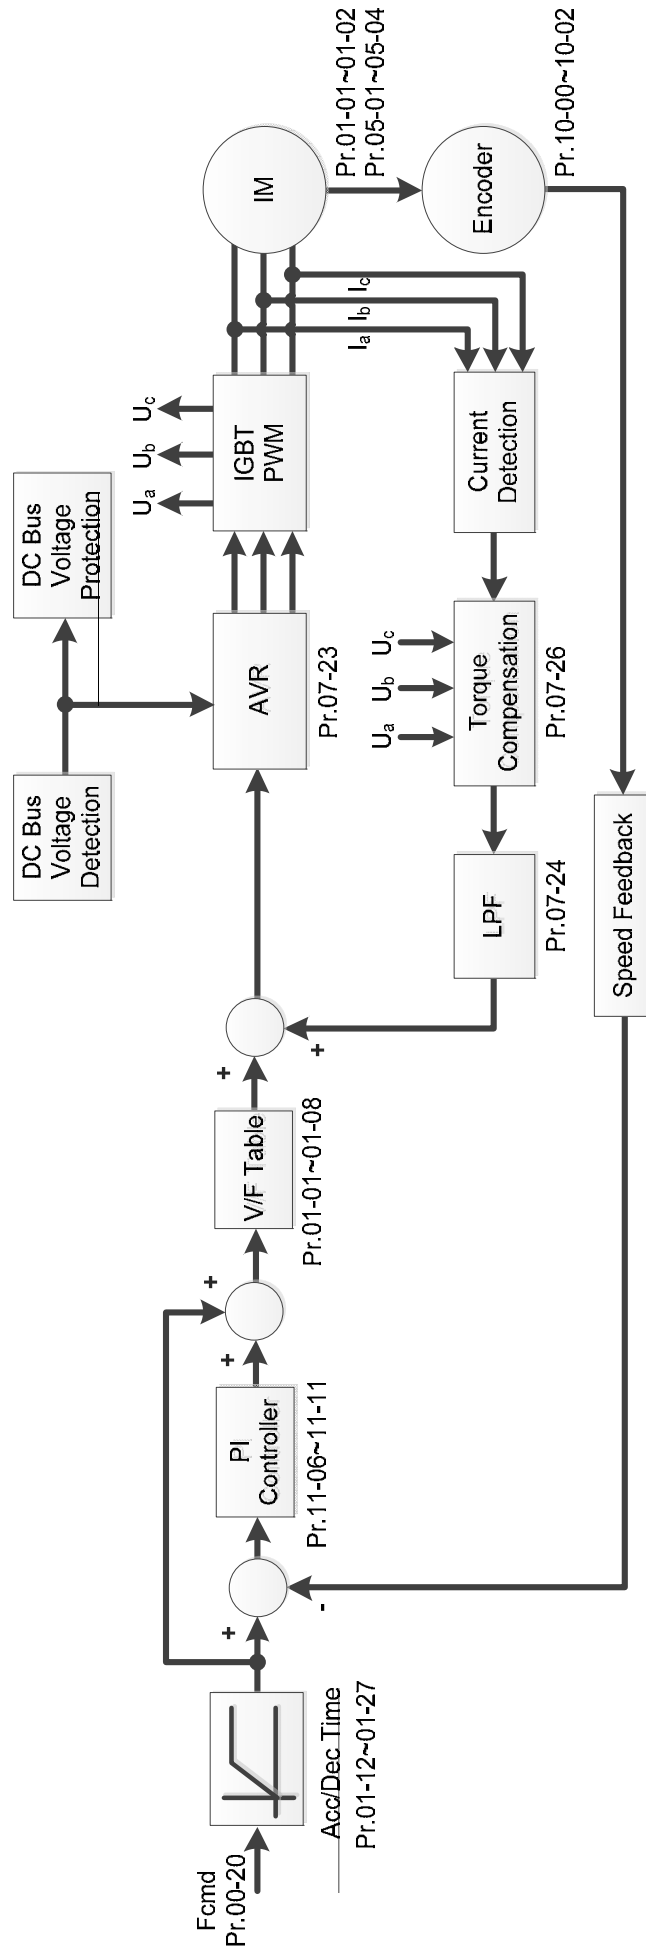 Fcmd
Pr.00-20
Acc/Dec Time
Pr.01-12~01-27
+
-
PI
Controller
Pr.11-06~11-11
+
+
V/F Table
Pr.01-01~01-08
+
+
DC Bus
Voltage
Detection
DC Bus
Voltage
Protection
AVR
Pr.07-23
IGBT
PWM
Ua
Ub
Uc
IM
Pr.01-01~01-02
Pr.05-01~05-04
Ia
Ib
Ic
Current
Detection
Torque
Compensation
Pr.07-26
Ua
Ub
Uc
LPF
Pr.07-24
Encoder
Pr.10-00~10-02
Speed Feedback